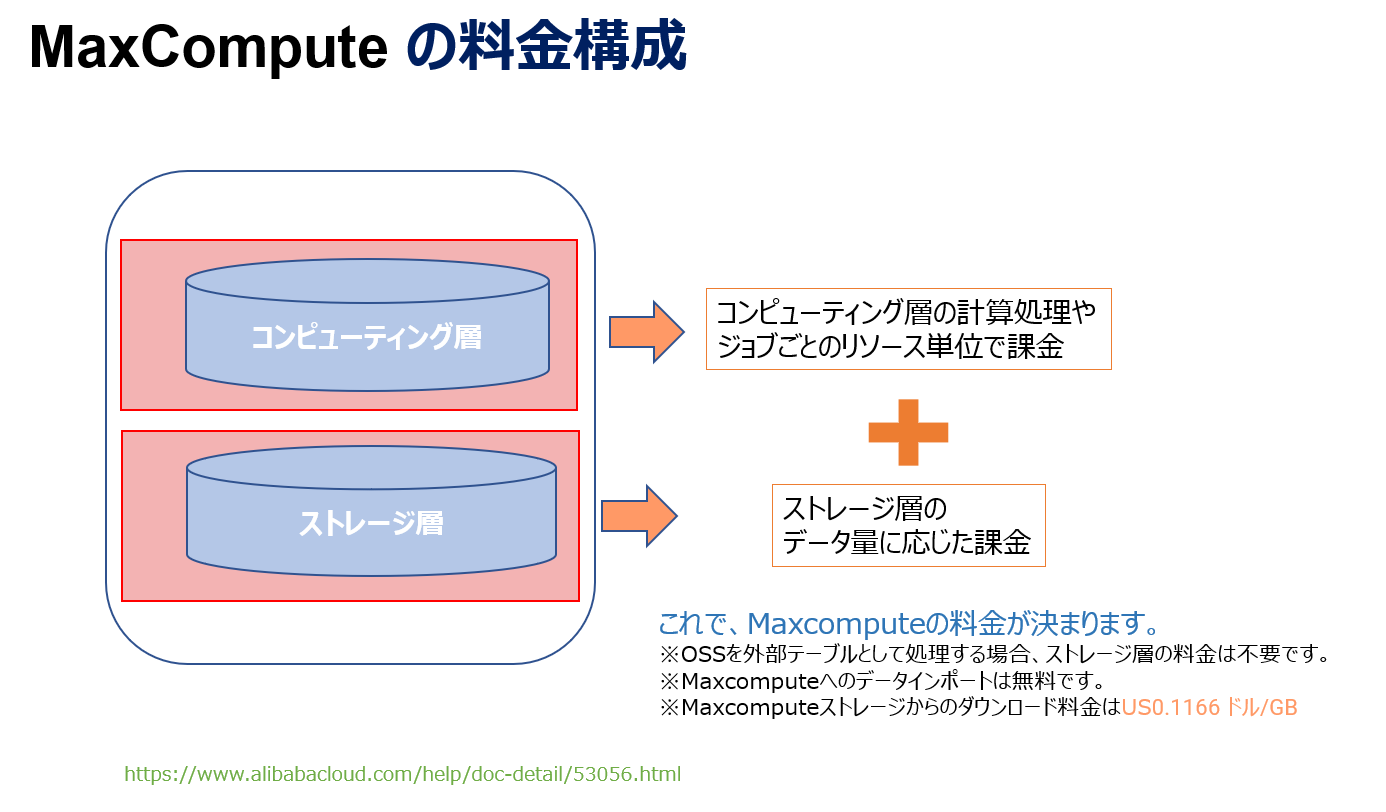 MaxCompute の料金構成
コンピューティング層
コンピューティング層の計算処理や
ジョブごとのリソース単位で課金
ストレージ層
ストレージ層の
データ量に応じた課金
これで、Maxcomputeの料金が決まります。
※OSSを外部テーブルとして処理する場合、ストレージ層の料金は不要です。
※Maxcomputeへのデータインポートは無料です。
※Maxcomputeストレージからのダウンロード料金はUS0.1166 ドル/GB
https://www.alibabacloud.com/help/doc-detail/53056.html